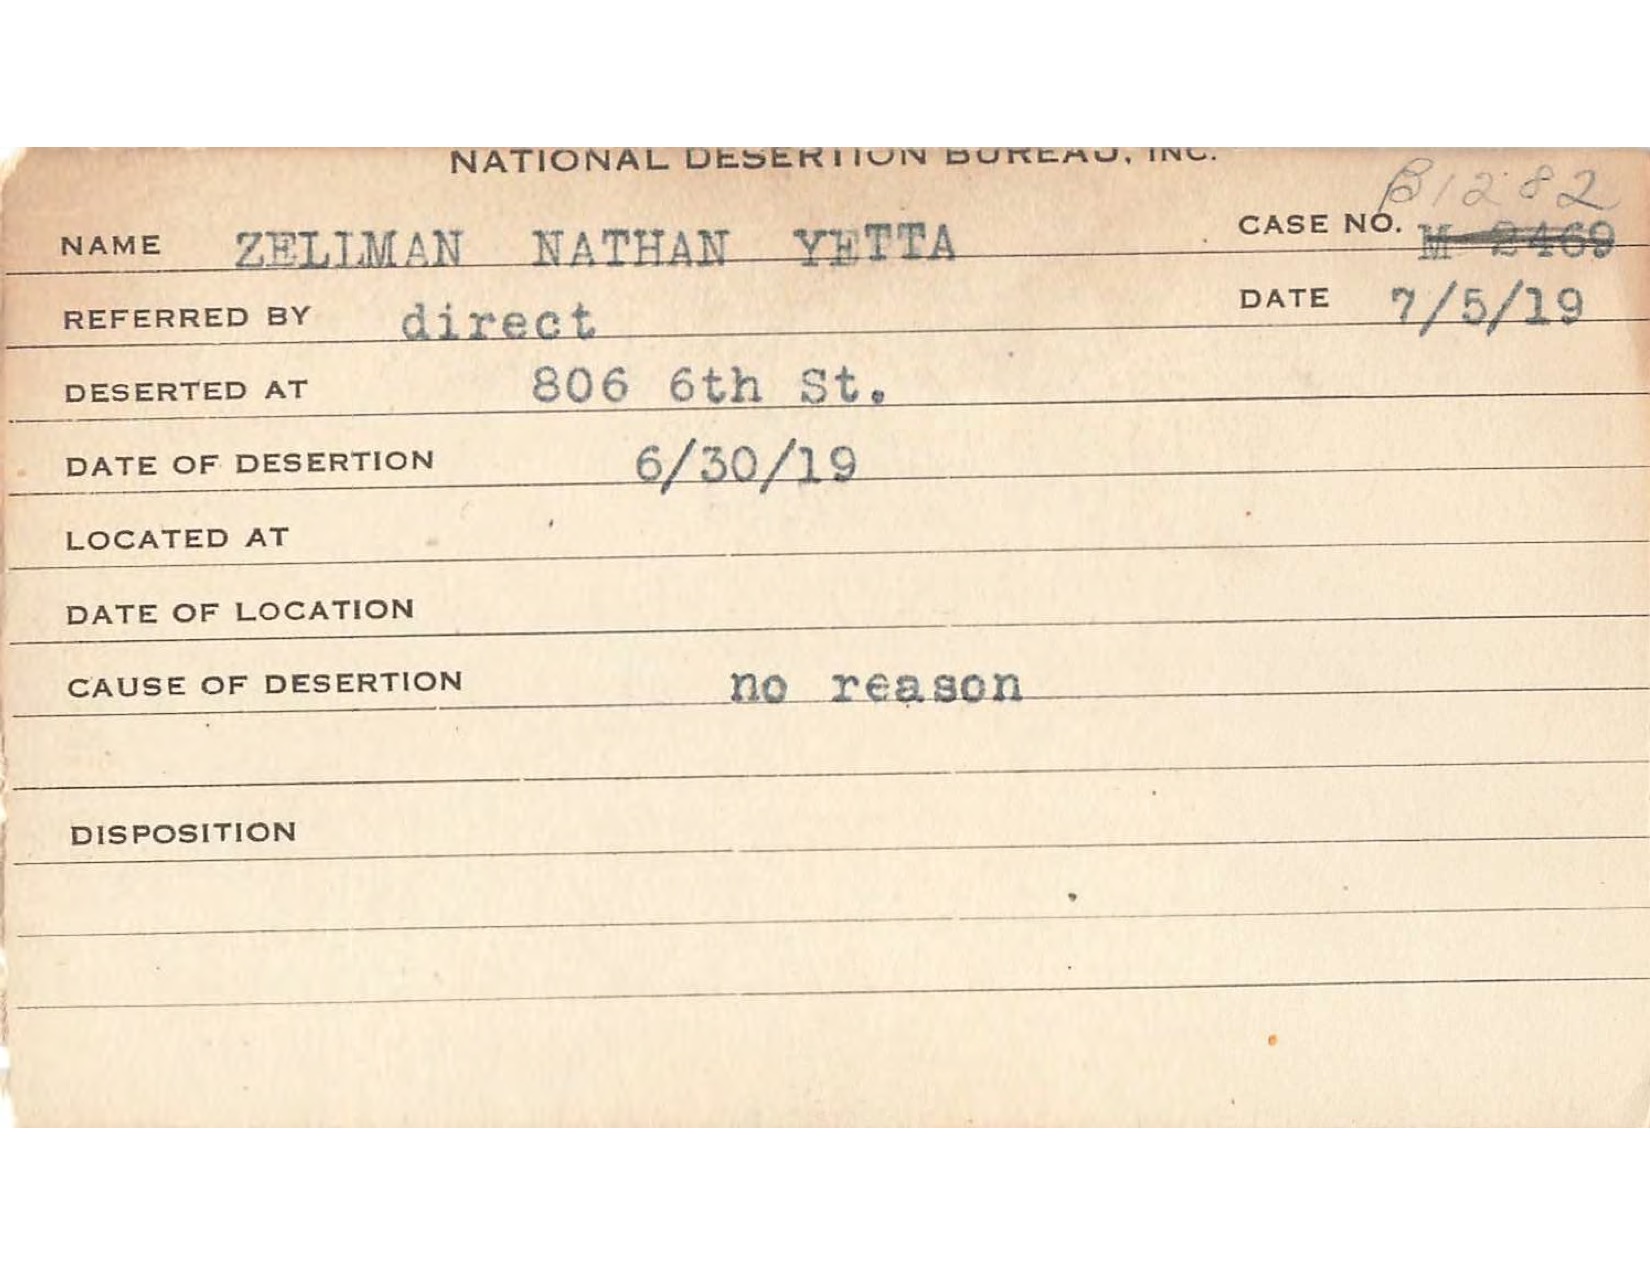 NATIONAL DESERTION BUREAU, INC.
B1282
NAME ZELLMAN NATHAN YETTA CASE NO. M 2469
REFERRED BY direct DATE 7/5/19
DESERTED AT 806 6th St.
DATE OF DESERTION 6/30/19
LOCATED AT
DATE OF LOCATION
CAUSE OF DESERTION no reason
DISPOSITION